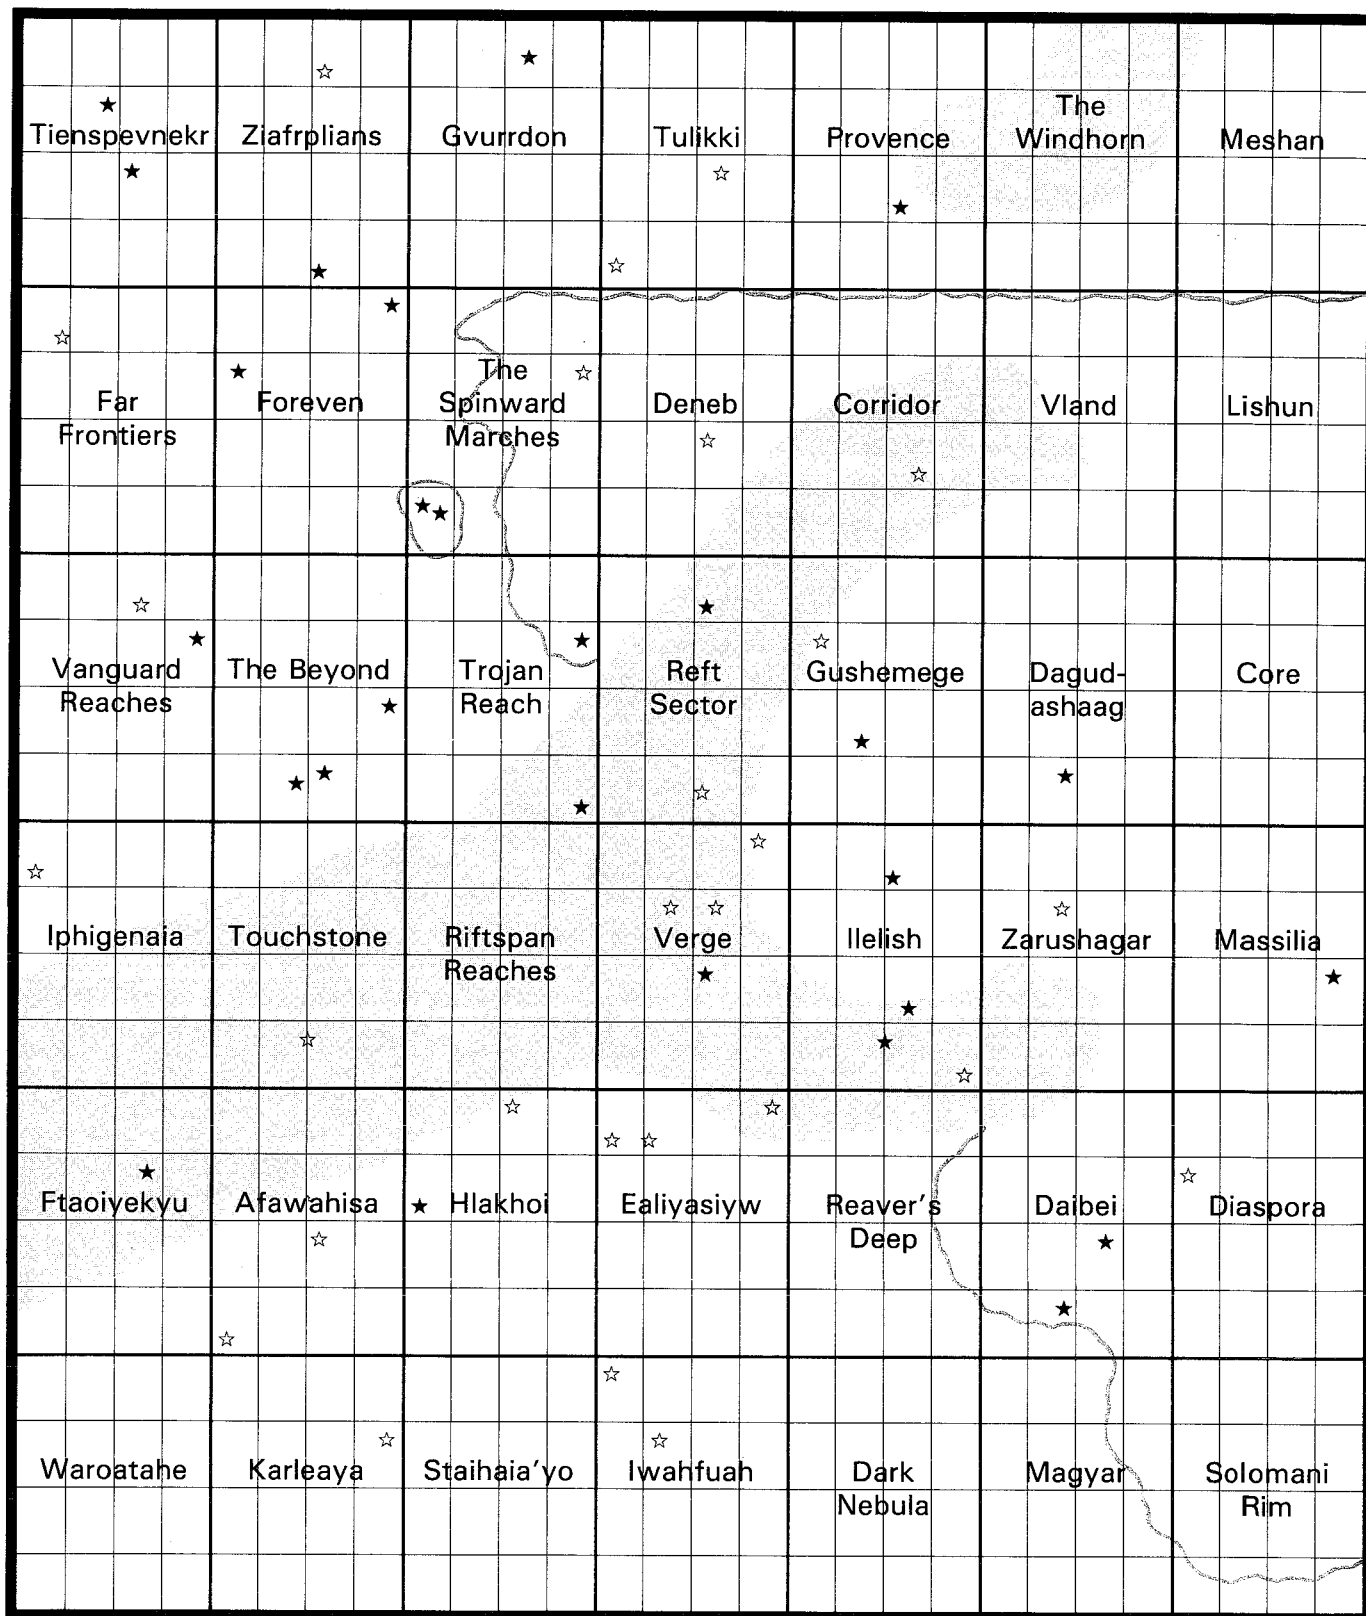 Tienspevnekr
Ziafrplians
Gvurrdon
Tulikki
Provence
The
Windhorn
Meshan
Far
Frontiers
Foreven
The
Spinward
Marches
Deneb
Corridor
Vland
Lishun
Vanguard
Reaches
The Beyond
Trojan
Reach
Reft
Sector
Gushemege
Dagud-
ashaag
Core
Iphigenaia
Touchstone
Riftspan
Reaches
Verge
Ilelish
Zarushagar
Massilia
Ftaoiyekyu
Afawahisa
Hlakhoi
Ealiyasiyw
Reaver's
Deep
Daibei
Diaspora
Waroatahe
Karleaya
Staihaia'yo
Iwahfuah
Dark
Nebula
Magyar
Solomani
Rim